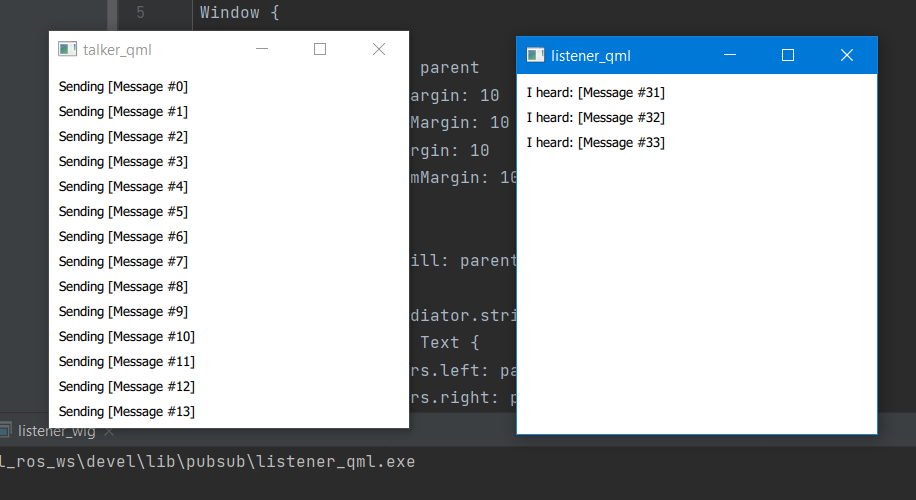 5 Window {
talker_qml
Sending [Message #0]
Sending [Message #1]
Sending [Message #2]
Sending [Message #3]
Sending [Message #4]
Sending [Message #5]
Sending [Message #6]
Sending [Message #7]
Sending [Message #8]
Sending [Message #9]
Sending [Message #10]
Sending [Message #11]
Sending [Message #12]
Sending [Message #13]
parent
argin: 10
Margin: 10
rgin: 10
mMargin: 10
ill: parent
diator.stri
Text {
rs.left: pa
rs.right: p
listener_qml
I heard: [Message #31]
I heard: [Message #32]
I heard: [Message #33]
listener_wig
l_ros_ws\devel\lib\pubsub\listener_qml.exe